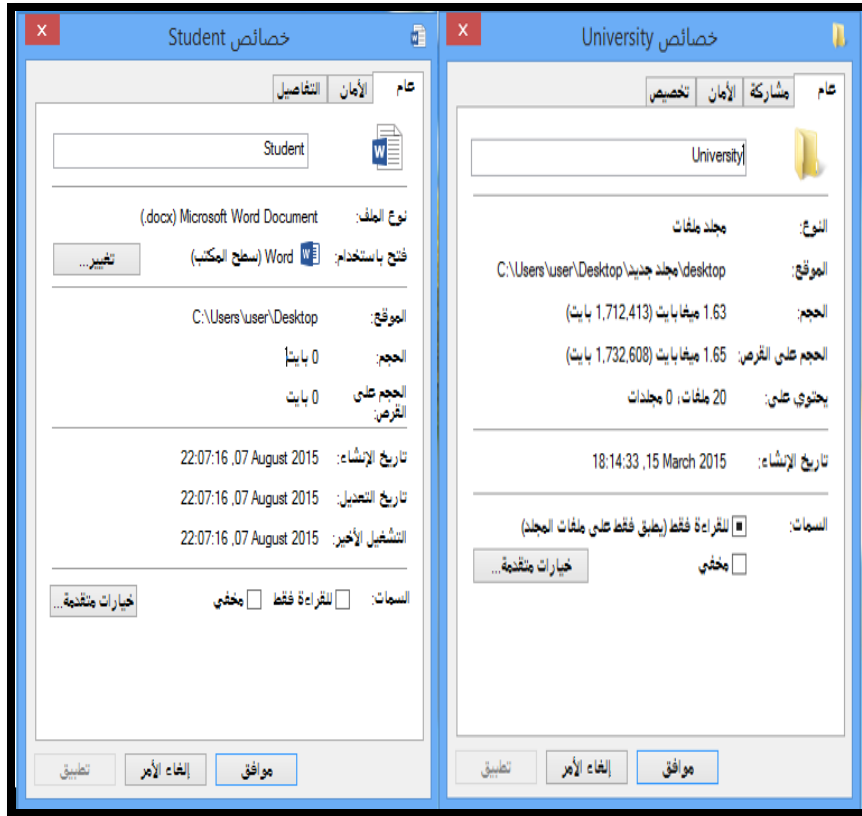 خصائص University
عام
مشاركة
الأمان
تخصيص
University
النوع: مجلد ملفات
الموقع: C:\Users\user\Desktop\مجلد جديد\desktop
الحجم: 1.63 ميغابايت (1,712,413 بايت)
الحجم على القرص: 1.65 ميغابايت (1,732,608 بايت)
يحتوي على: 20 ملفات، 0 مجلدات
تاريخ الإنشاء: 15 March 2015, 18:14:33
السمات: للقراءة فقط (يطبق فقط على ملفات المجلد)
مخفي
خيارات متقدمة...
موافق
إلغاء الأمر
تطبيق
خصائص Student
عام
الأمان
التفاصيل
Student
نوع الملف: Microsoft Word Document (.docx)
فتح باستخدام: Word (سطح المكتب)
تغيير...
الموقع: C:\Users\user\Desktop
الحجم: 0 بايت
الحجم على
القرص: 0 بايت
تاريخ الإنشاء: 07 August 2015, 22:07:16
تاريخ التعديل: 07 August 2015, 22:07:16
التشغيل الأخير: 07 August 2015, 22:07:16
السمات: للقراءة فقط مخفي
خيارات متقدمة...
موافق
إلغاء الأمر
تطبيق